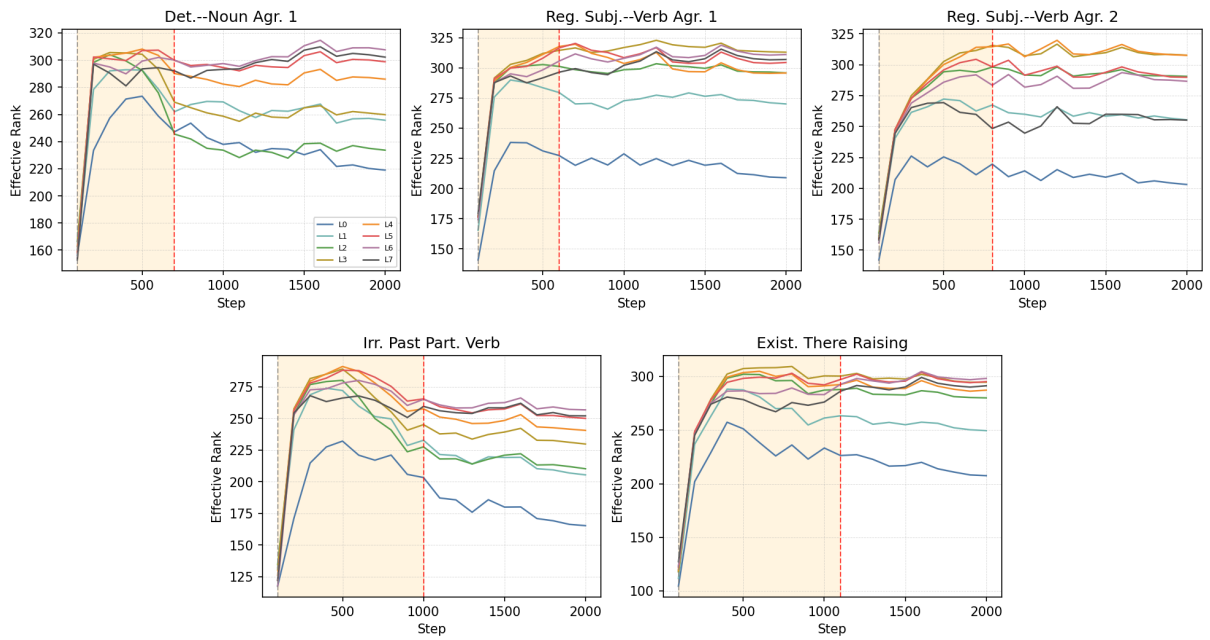 Det.--Noun Agr. 1
Effective Rank
320
300
280
260
240
220
200
180
160
500
1000
1500
2000
Step
L0
L1
L2
L3
L4
L5
L6
L7
Reg. Subj.--Verb Agr. 1
Effective Rank
325
300
275
250
225
200
175
150
500
1000
1500
2000
Step
Reg. Subj.--Verb Agr. 2
Effective Rank
325
300
275
250
225
200
175
150
500
1000
1500
2000
Step
Irr. Past Part. Verb
Effective Rank
275
250
225
200
175
150
125
500
1000
1500
2000
Step
Exist. There Raising
Effective Rank
300
250
200
150
100
500
1000
1500
2000
Step